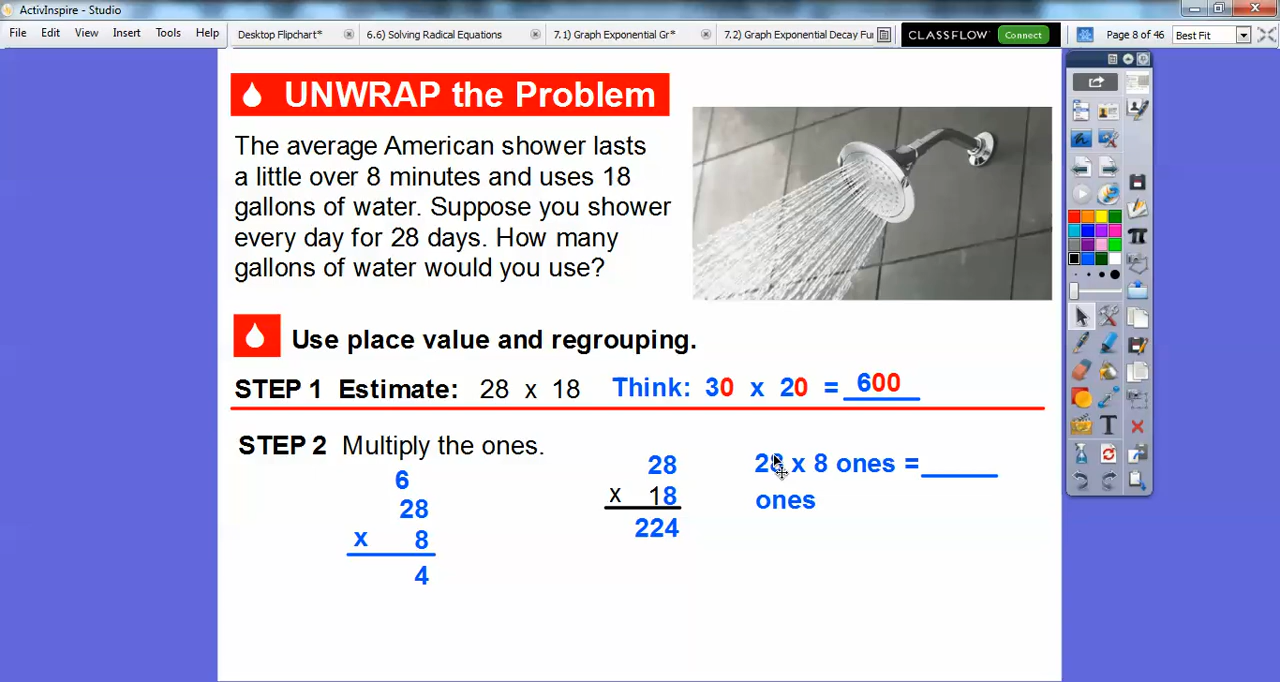 ActivInspire - Studio
File Edit View Insert Tools Help
Desktop Flipchart* 6.6) Solving Radical Equations 7.1) Graph Exponential Gr* 7.2) Graph Exponential Decay Fu
CLASSFLOW Connect
Page 8 of 46 Best Fit
UNWRAP the Problem
The average American shower lasts
a little over 8 minutes and uses 18
gallons of water. Suppose you shower
every day for 28 days. How many
gallons of water would you use?
Use place value and regrouping.
STEP 1 Estimate: 28 x 18 Think: 30 x 20 = 600
STEP 2 Multiply the ones.
6
28
x 8
4
28
x 18
224
28 x 8 ones =_____
ones